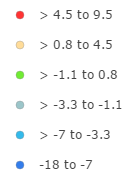 > 4.5 to 9.5
> 0.8 to 4.5
> -1.1 to 0.8
> -3.3 to -1.1
> -7 to -3.3
-18 to -7